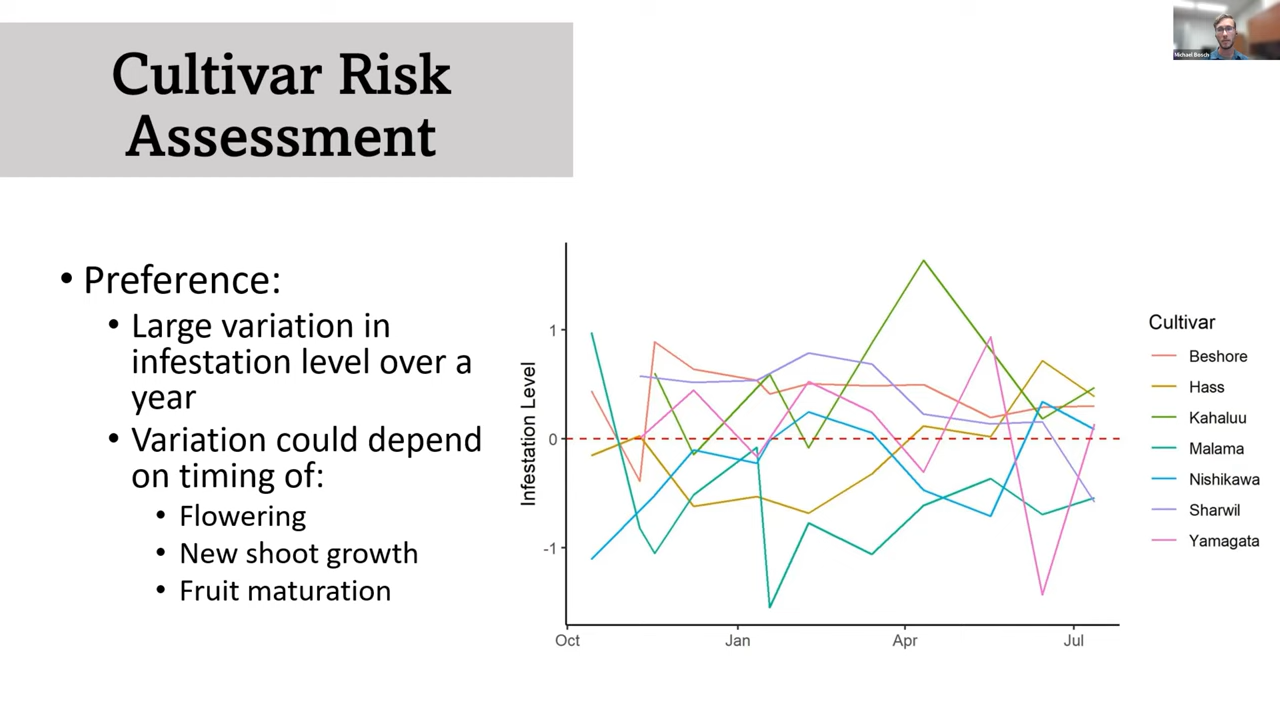 Cultivar Risk
Assessment
Michael Bosch
• Preference:
• Large variation in
infestation level over a
year
• Variation could depend
on timing of:
• Flowering
• New shoot growth
• Fruit maturation
Infestation Level
1
0
-1
Oct
Jan
Apr
Jul
Cultivar
Beshore
Hass
Kahaluu
Malama
Nishikawa
Sharwil
Yamagata